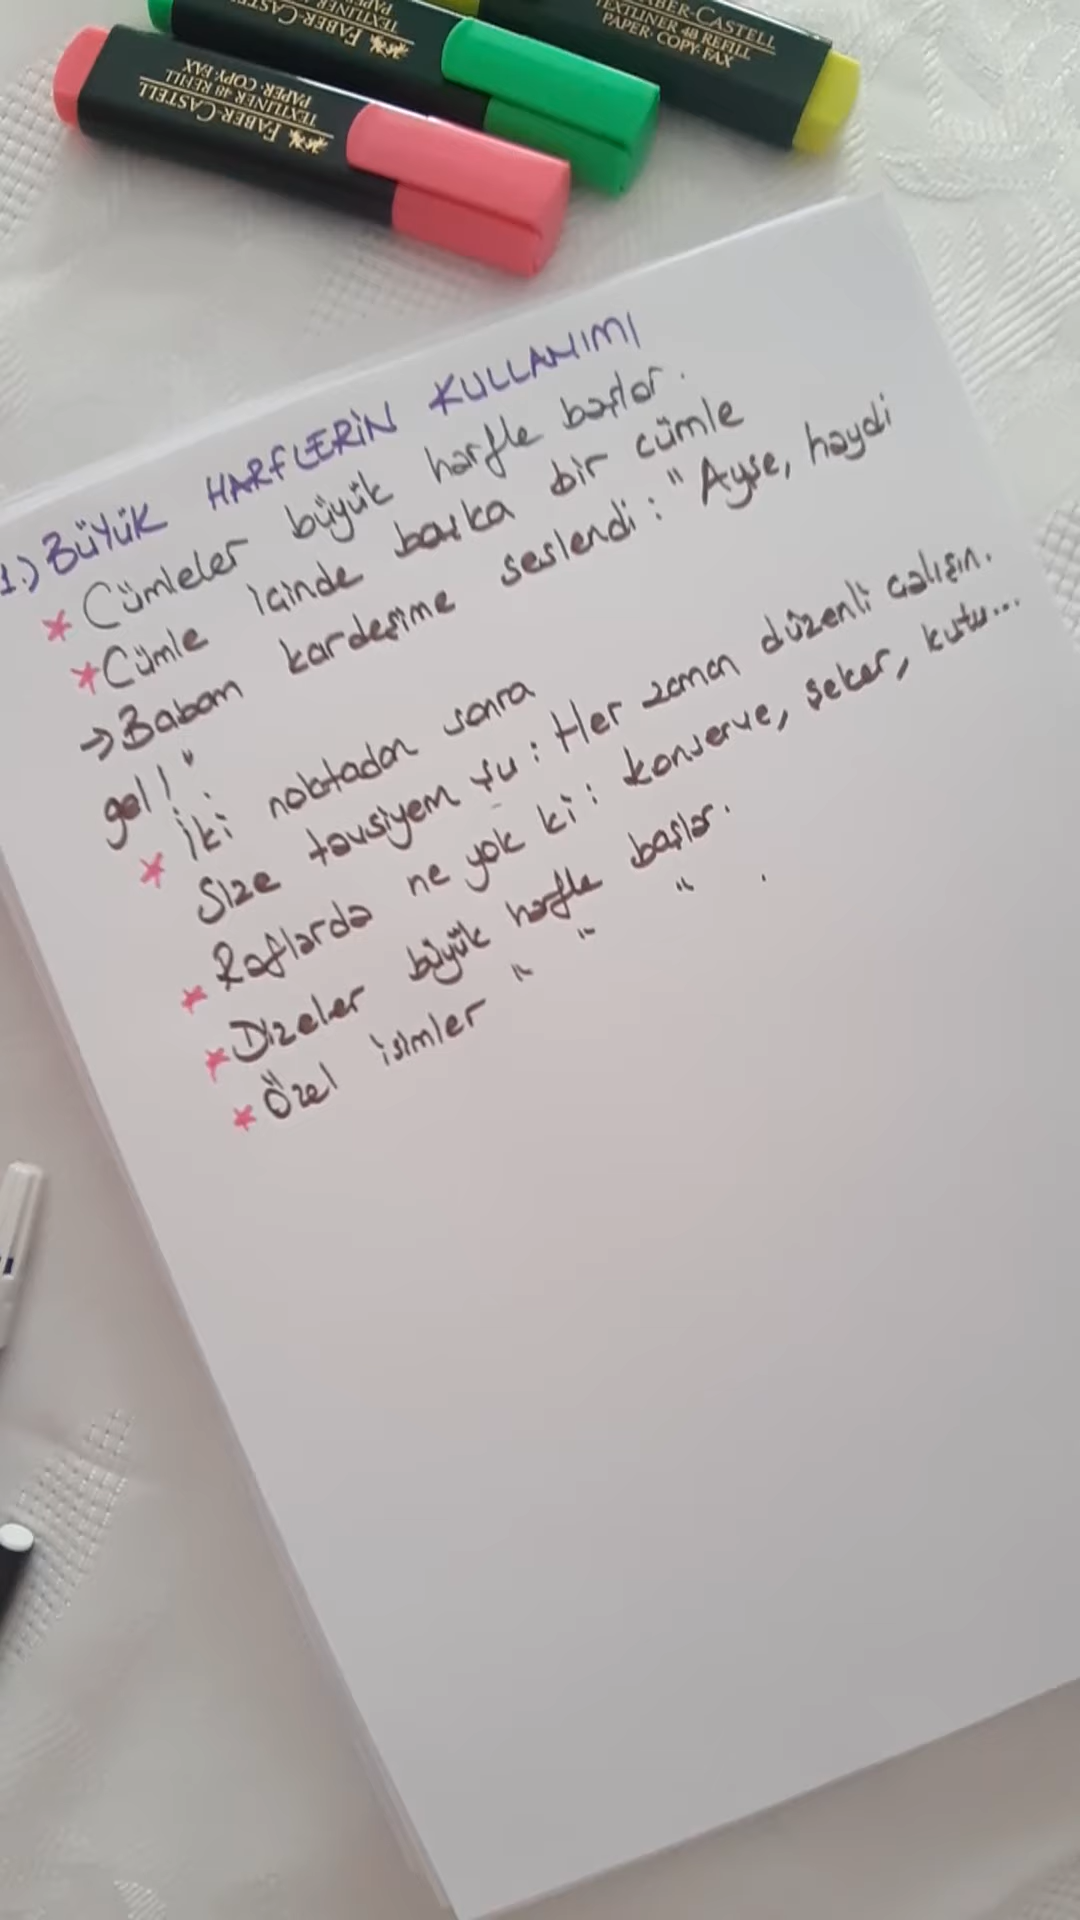 FABER-CASTELL
TEXTLINER 48 REFILL
PAPER·COPY·FAX
FABER-CASTELL
TEXTLINER
FABER-CASTELL
TEXTLINER 48 REFILL
PAPER·COPY·FAX
1.) BÜYÜK HARFLERİN KULLANIMI
* Cümleler büyük harfle başlar.
* Cümle içinde başka bir cümle
→ Babam kardeşime seslendi: "Ayşe, haydi
gel!"
* İki noktadan sonra
Size tavsiyem şu: Her zaman düzenli çalışın.
* Raflarda ne yok ki: konserve, şeker, kutu...
* Dizeler büyük harfle başlar.
* Özel isimler " " " .